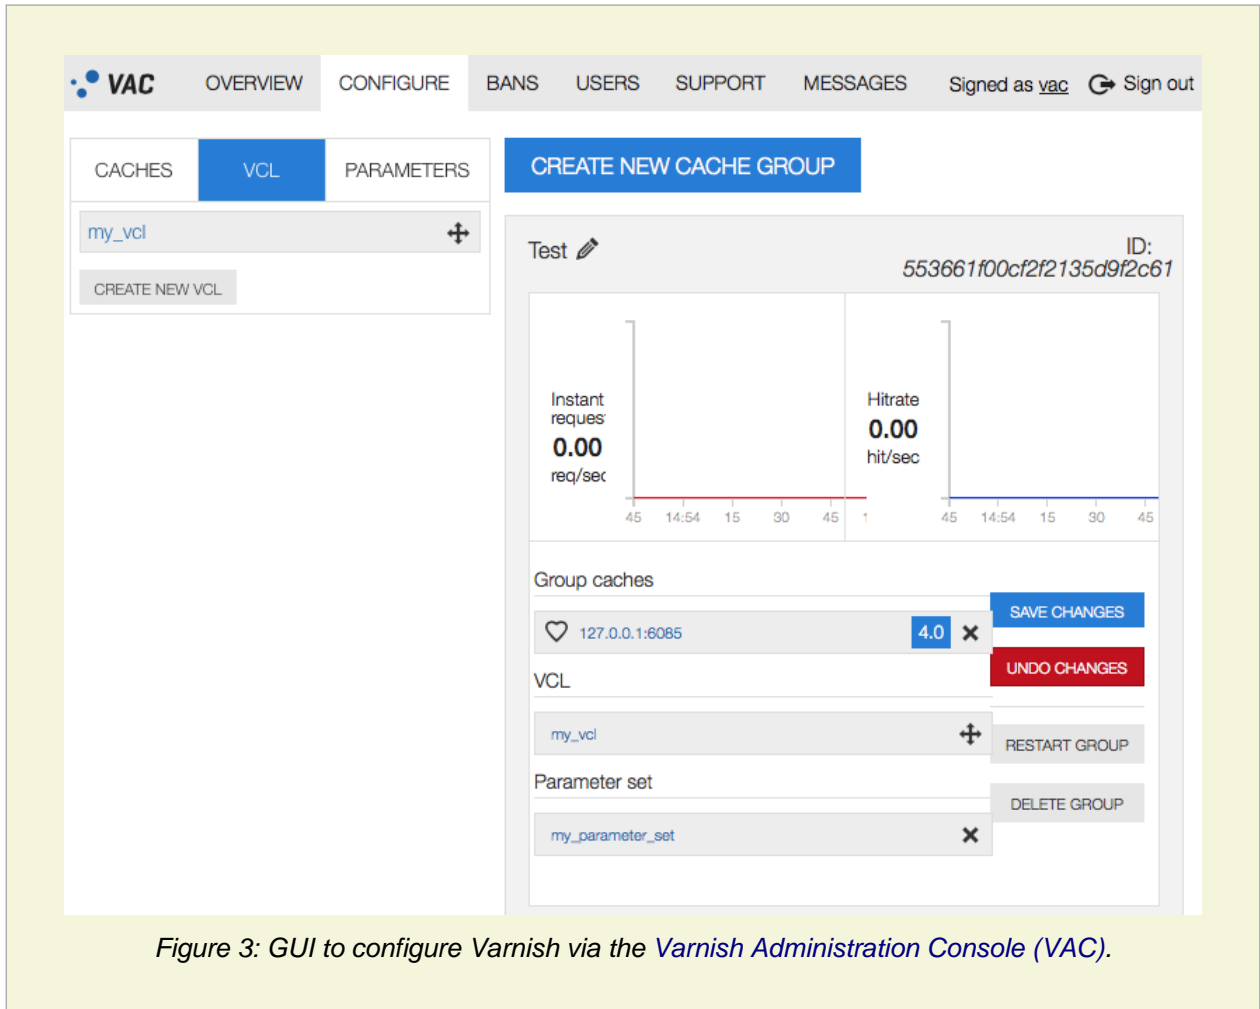 VAC OVERVIEW CONFIGURE BANS USERS SUPPORT MESSAGES Signed as vac Sign out
CACHES VCL PARAMETERS
my_vcl
CREATE NEW VCL
CREATE NEW CACHE GROUP
Test
ID:
553661f00cf2f2135d9f2c61
Instant
reques
0.00
req/sec
45 14:54 15 30 45 1
Hitrate
0.00
hit/sec
45 14:54 15 30 45
Group caches
127.0.0.1:6085 4.0
VCL
my_vcl
Parameter set
my_parameter_set
SAVE CHANGES
UNDO CHANGES
RESTART GROUP
DELETE GROUP
Figure 3: GUI to configure Varnish via the Varnish Administration Console (VAC).